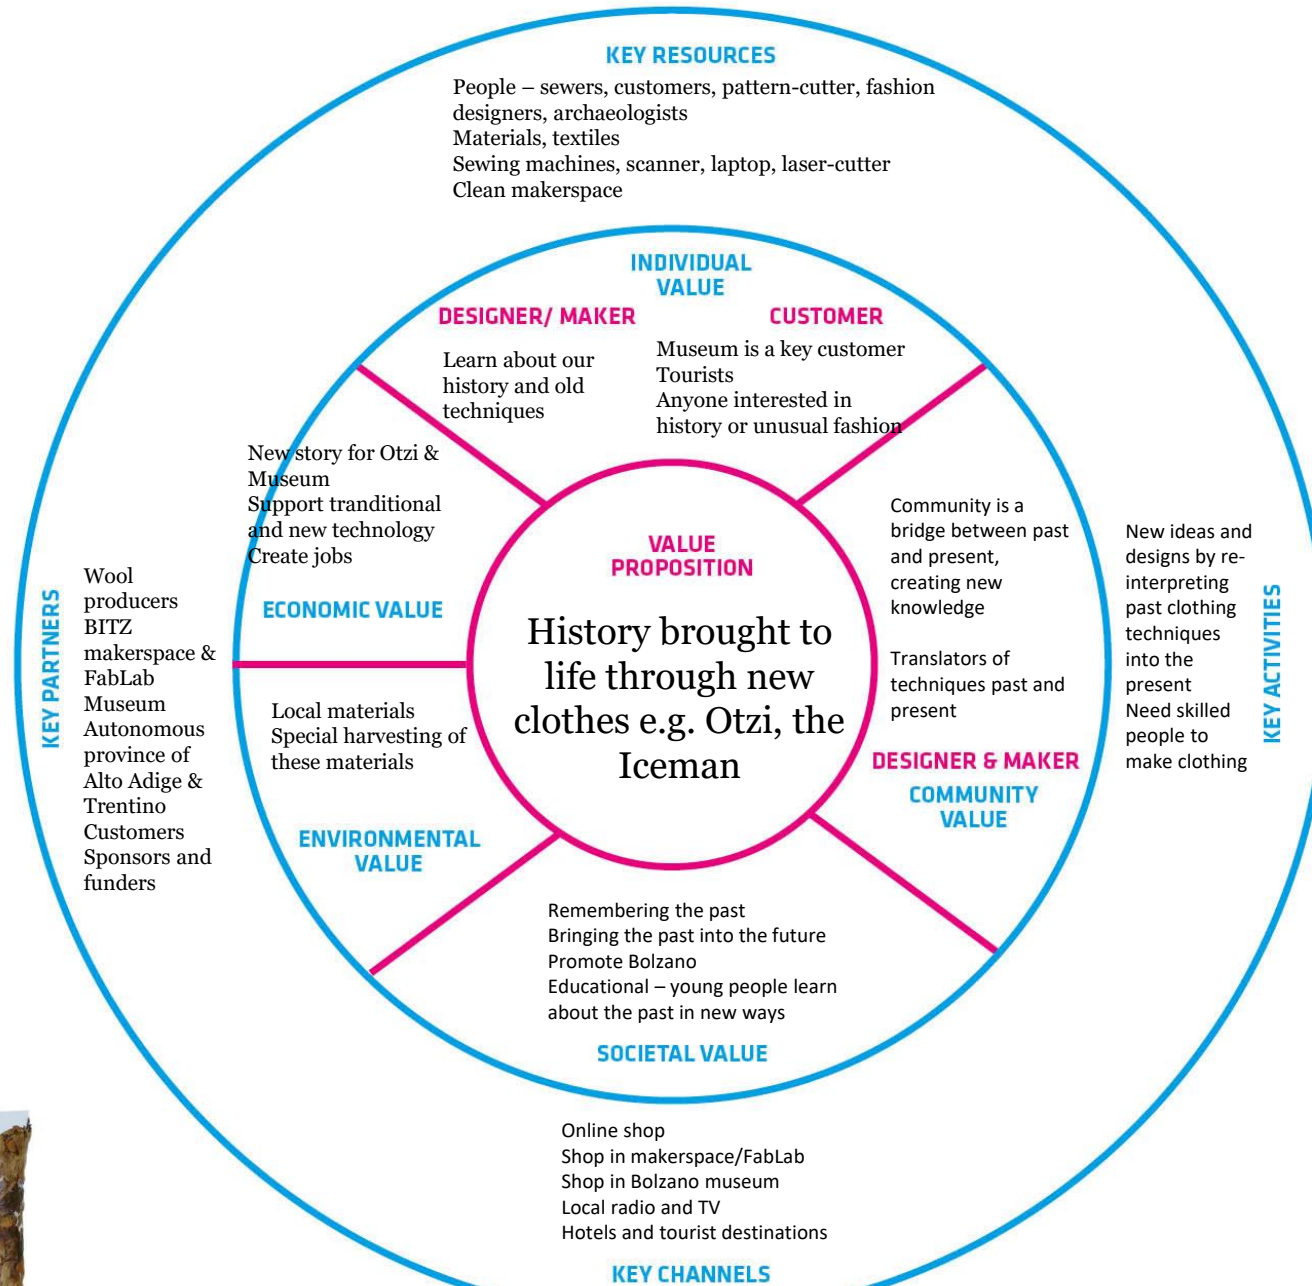 KEY RESOURCES
People – sewers, customers, pattern-cutter, fashion
designers, archaeologists
Materials, textiles
Sewing machines, scanner, laptop, laser-cutter
Clean makerspace
INDIVIDUAL
VALUE
DESIGNER/ MAKER
Learn about our
history and old
techniques
CUSTOMER
Museum is a key customer
Tourists
Anyone interested in
history or unusual fashion
New story for Otzi &
Museum
Support tranditional
and new technology
Create jobs
ECONOMIC VALUE
VALUE
PROPOSITION
History brought to
life through new
clothes e.g. Otzi, the
Iceman
Community is a
bridge between past
and present,
creating new
knowledge
Translators of
techniques past and
present
DESIGNER & MAKER
COMMUNITY
VALUE
New ideas and
designs by re-
interpreting
past clothing
techniques
into the
present
Need skilled
people to
make clothing
KEY ACTIVITIES
KEY PARTNERS
Wool
producers
BITZ
makerspace &
FabLab
Museum
Autonomous
province of
Alto Adige &
Trentino
Customers
Sponsors and
funders
Local materials
Special harvesting of
these materials
ENVIRONMENTAL
VALUE
Remembering the past
Bringing the past into the future
Promote Bolzano
Educational – young people learn
about the past in new ways
SOCIETAL VALUE
Online shop
Shop in makerspace/FabLab
Shop in Bolzano museum
Local radio and TV
Hotels and tourist destinations
KEY CHANNELS